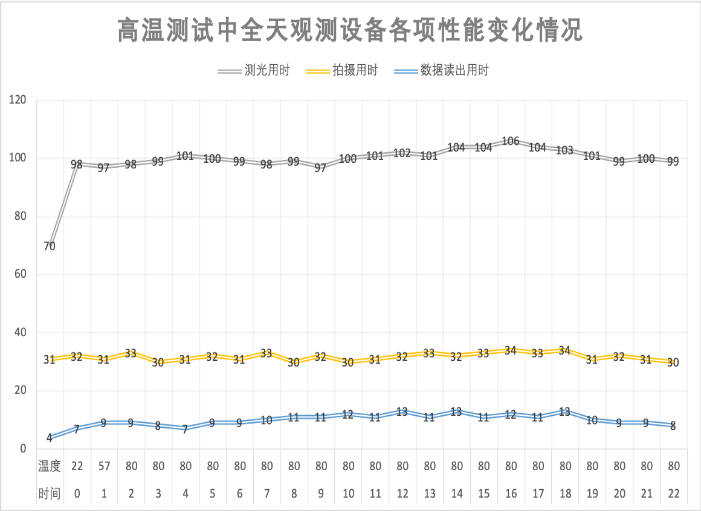 高温测试中全天观测设备各项性能变化情况
测光用时 拍摄用时 数据读出用时
120
100
80
60
40
20
0
70 98 97 98 99 101 100 99 98 99 97 100 101 102 101 104 104 106 104 103 101 99 100 99
31 32 31 33 30 31 32 31 33 30 32 30 31 32 33 32 33 34 33 34 31 32 31 30
4 7 9 9 8 7 9 9 10 11 11 12 11 13 11 13 11 12 11 13 10 9 9 8
温度 22 57 80 80 80 80 80 80 80 80 80 80 80 80 80 80 80 80 80 80 80 80 80
时间 0 1 2 3 4 5 6 7 8 9 10 11 12 13 14 15 16 17 18 19 20 21 22